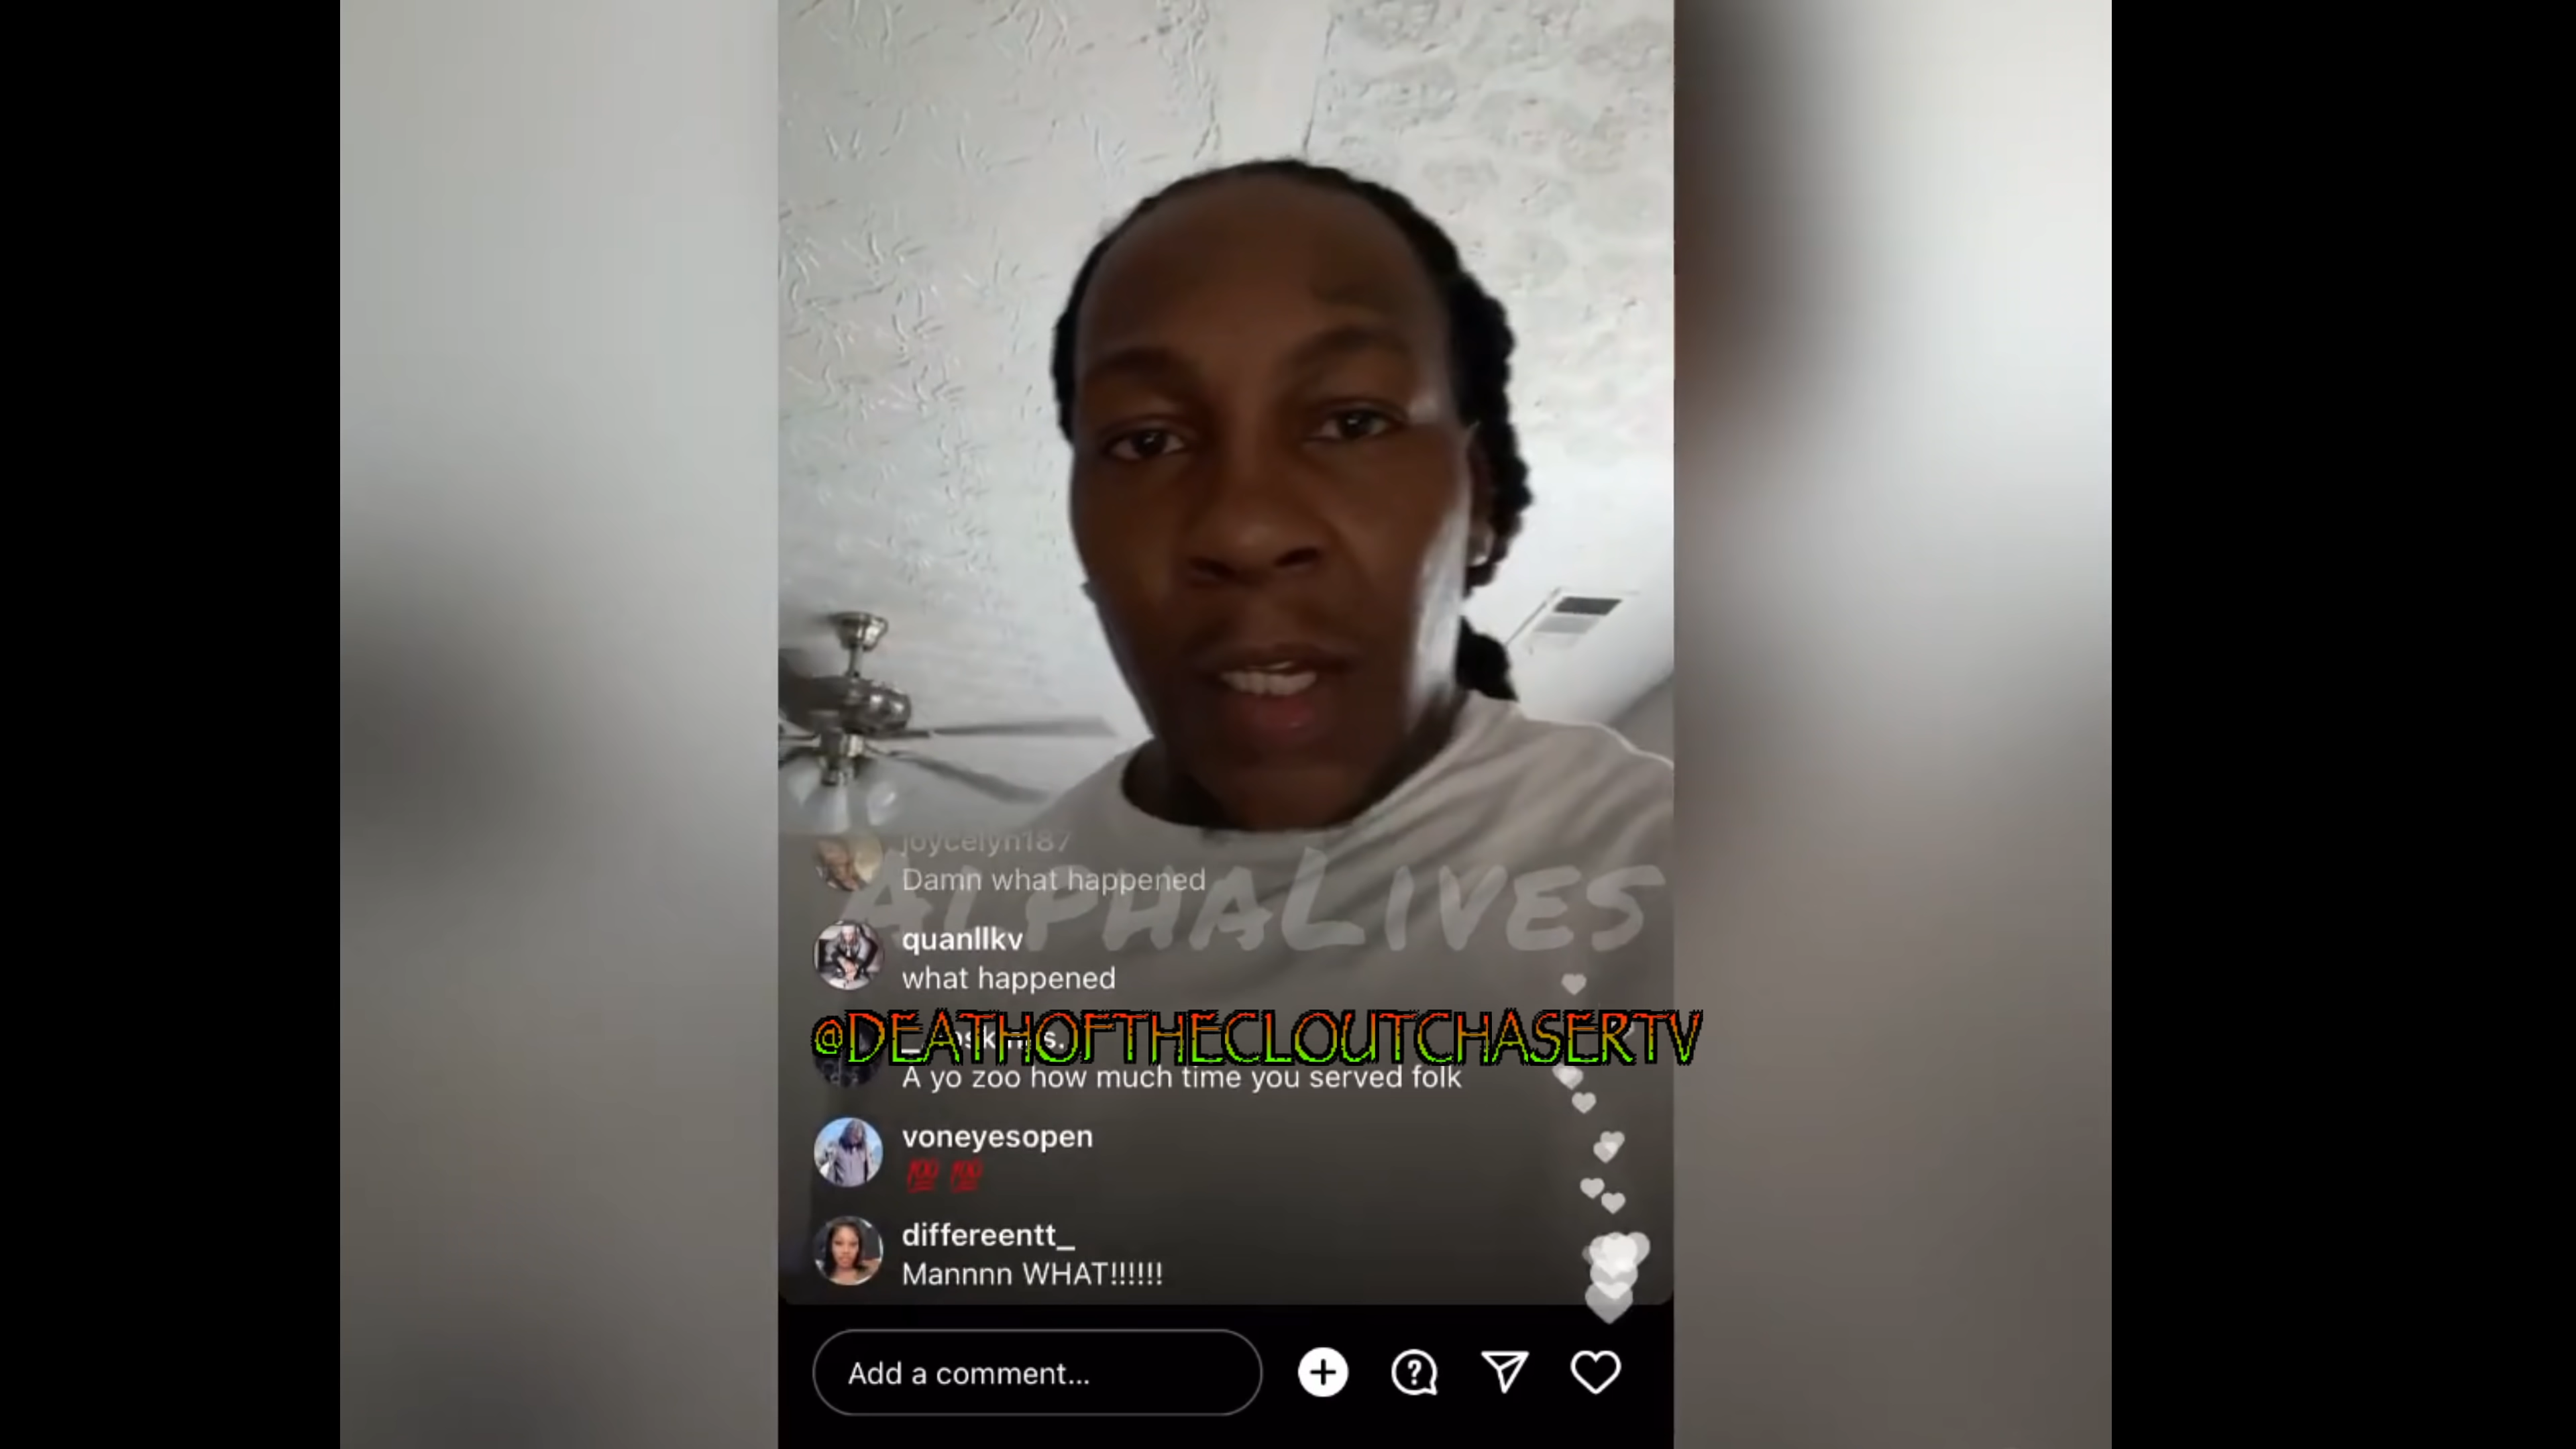 joycelyn187
Damn what happened
ALPHALIVES
quanllkv
what happened
@DEATHOFTHECLOUTCHASERTV
A yo zoo how much time you served folk
voneyesopen
💯 💯
differeentt_
Mannnn WHAT!!!!!!
Add a comment...